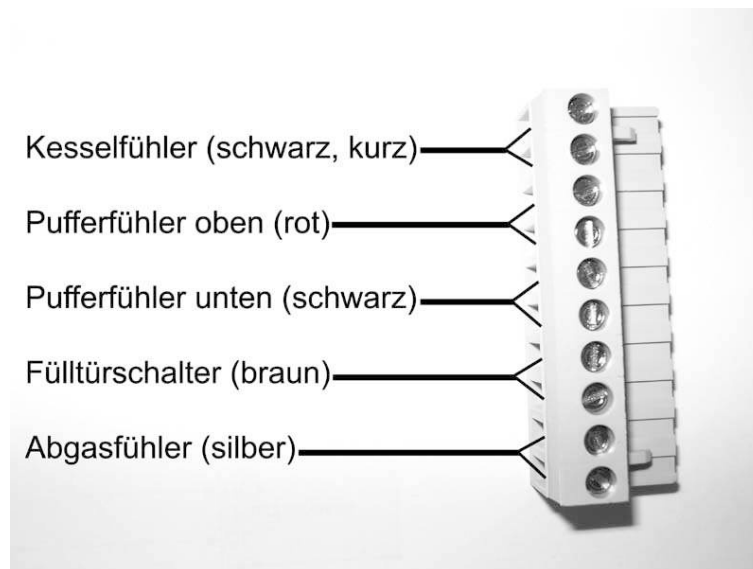 Kesselfühler (schwarz, kurz)
Pufferfühler oben (rot)
Pufferfühler unten (schwarz)
Fülltürschalter (braun)
Abgasfühler (silber)